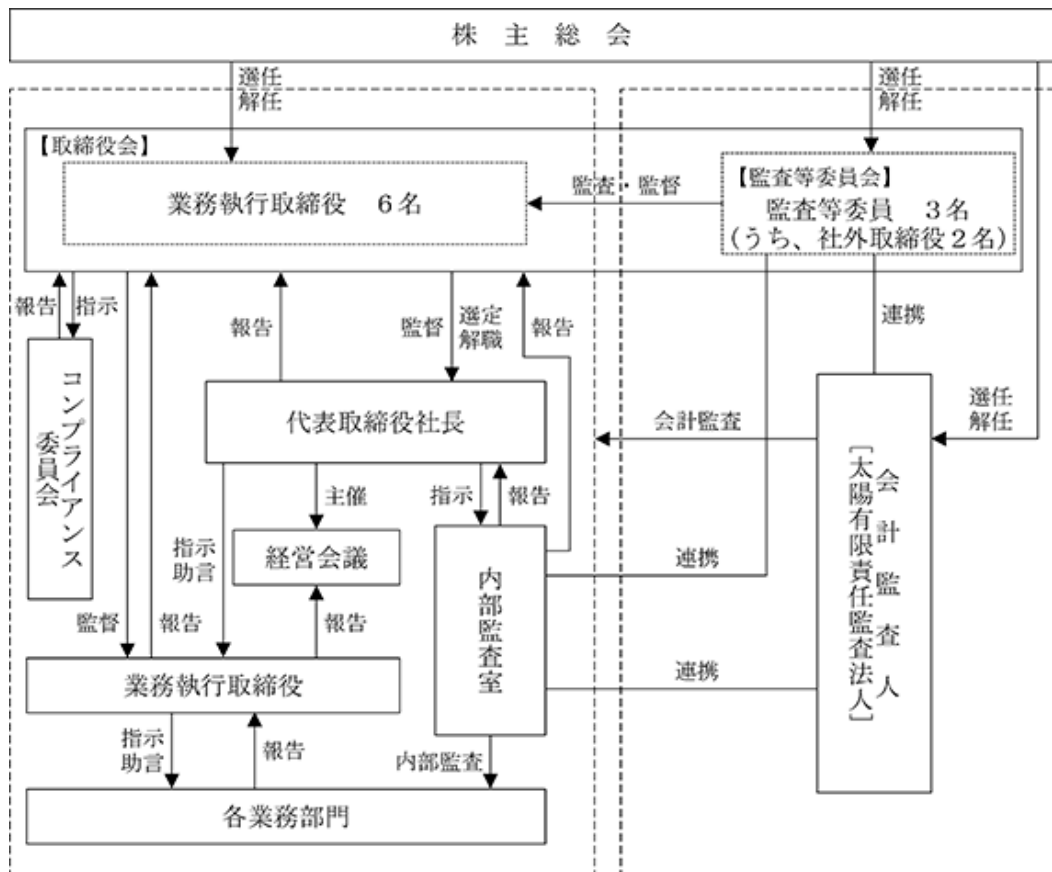 株主総会
選任
解任
選任
解任
【取締役会】
業務執行取締役　6名
監査・監督
【監査等委員会】
監査等委員　3名
(うち、社外取締役2名)
報告
指示
報告
監督
選定
解職
報告
連携
コンプライアンス
委員会
代表取締役社長
会計監査
選任
解任
会計監査人
[太陽有限責任監査法人]
主催
指示
報告
指示
助言
経営会議
内部監査室
連携
監督
報告
報告
業務執行取締役
連携
指示
助言
報告
内部監査
各業務部門